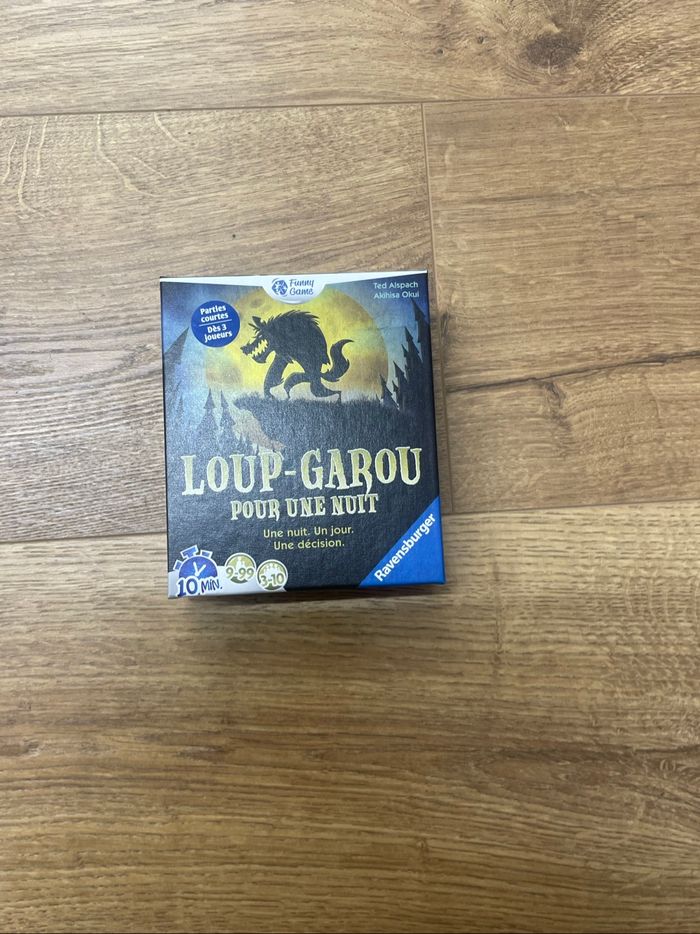 Funny
Game
Ted Alspach
Akihisa Okui
Parties
courtes
Dès 3
joueurs
LOUP-GAROU
POUR UNE NUIT
Une nuit. Un jour.
Une décision.
Ravensburger
10 MIN.
9-99
3-10